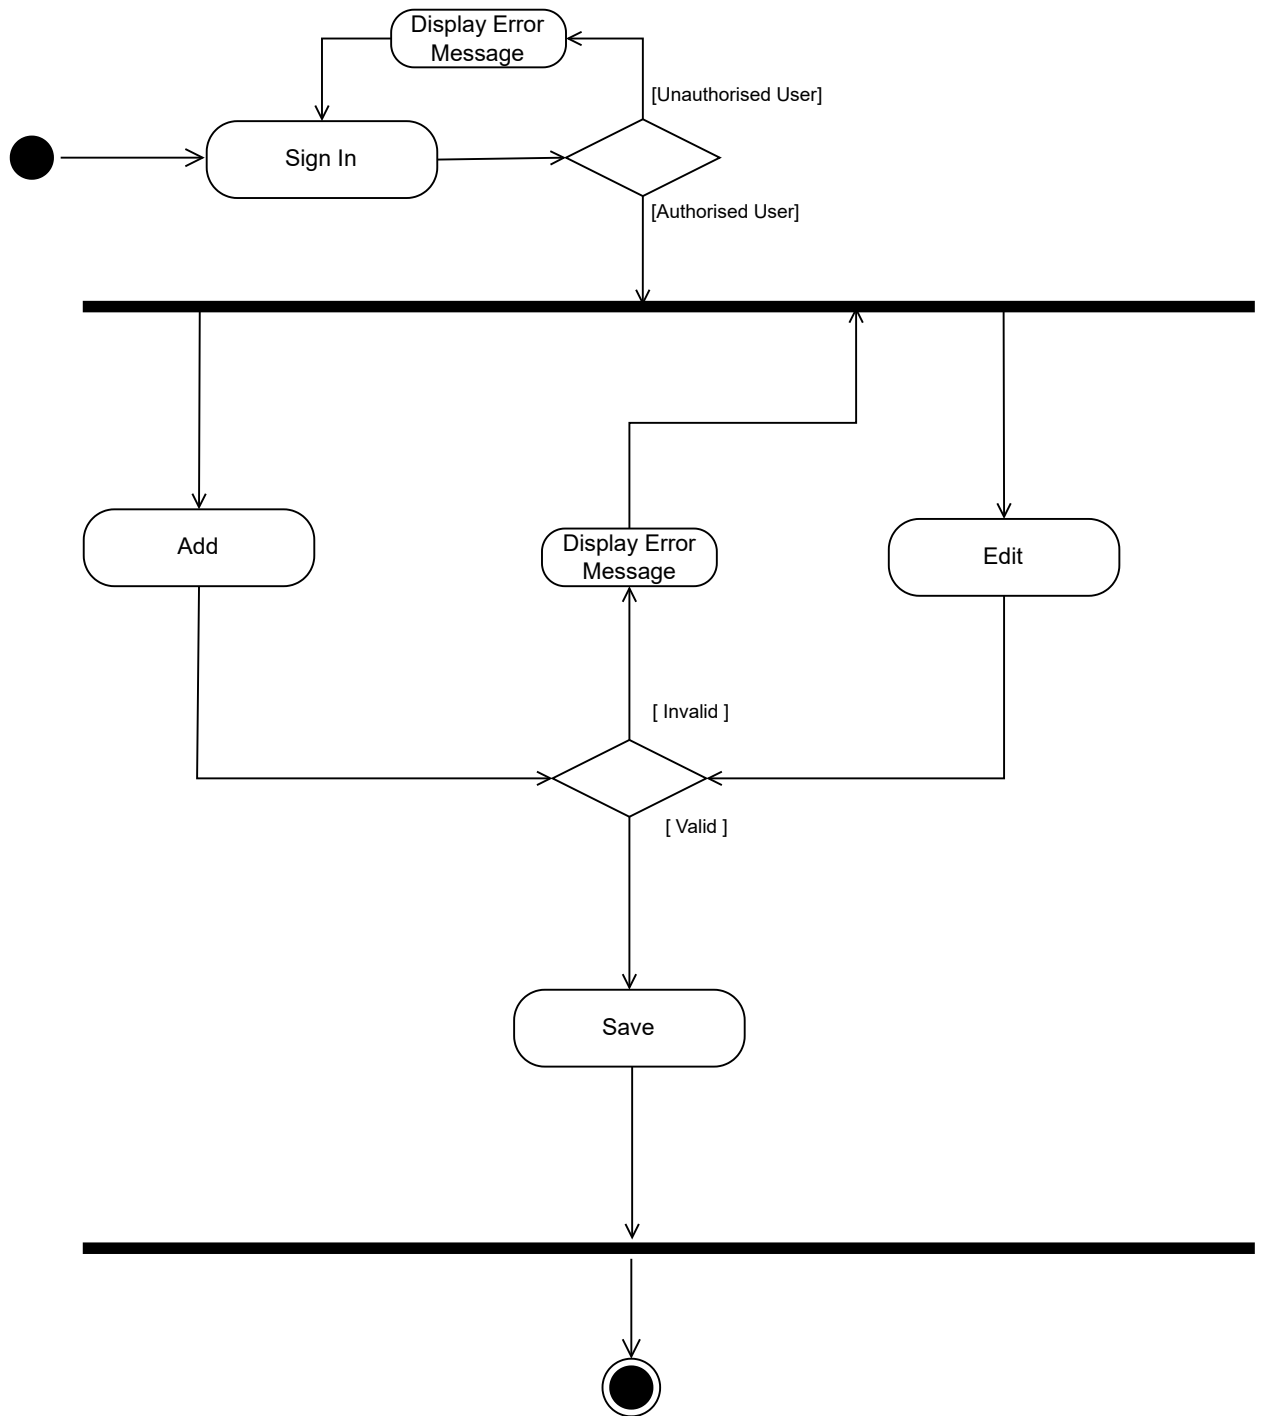 Display Error
Message
[Unauthorised User]
Sign In
[Authorised User]
Add
Display Error
Message
Edit
[ Invalid ]
[ Valid ]
Save